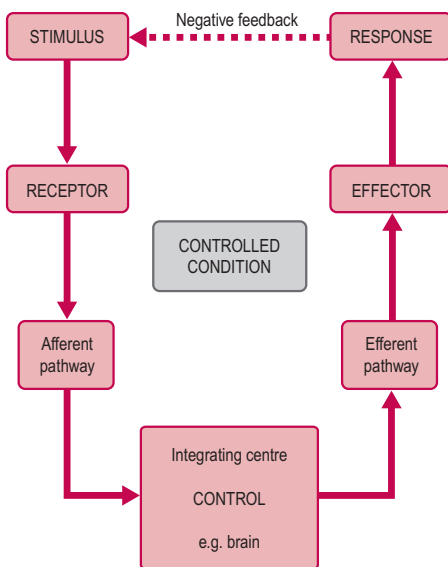 Negative feedback
STIMULUS
RESPONSE
RECEPTOR
EFFECTOR
CONTROLLED
CONDITION
Afferent
pathway
Efferent
pathway
Integrating centre
CONTROL
e.g. brain